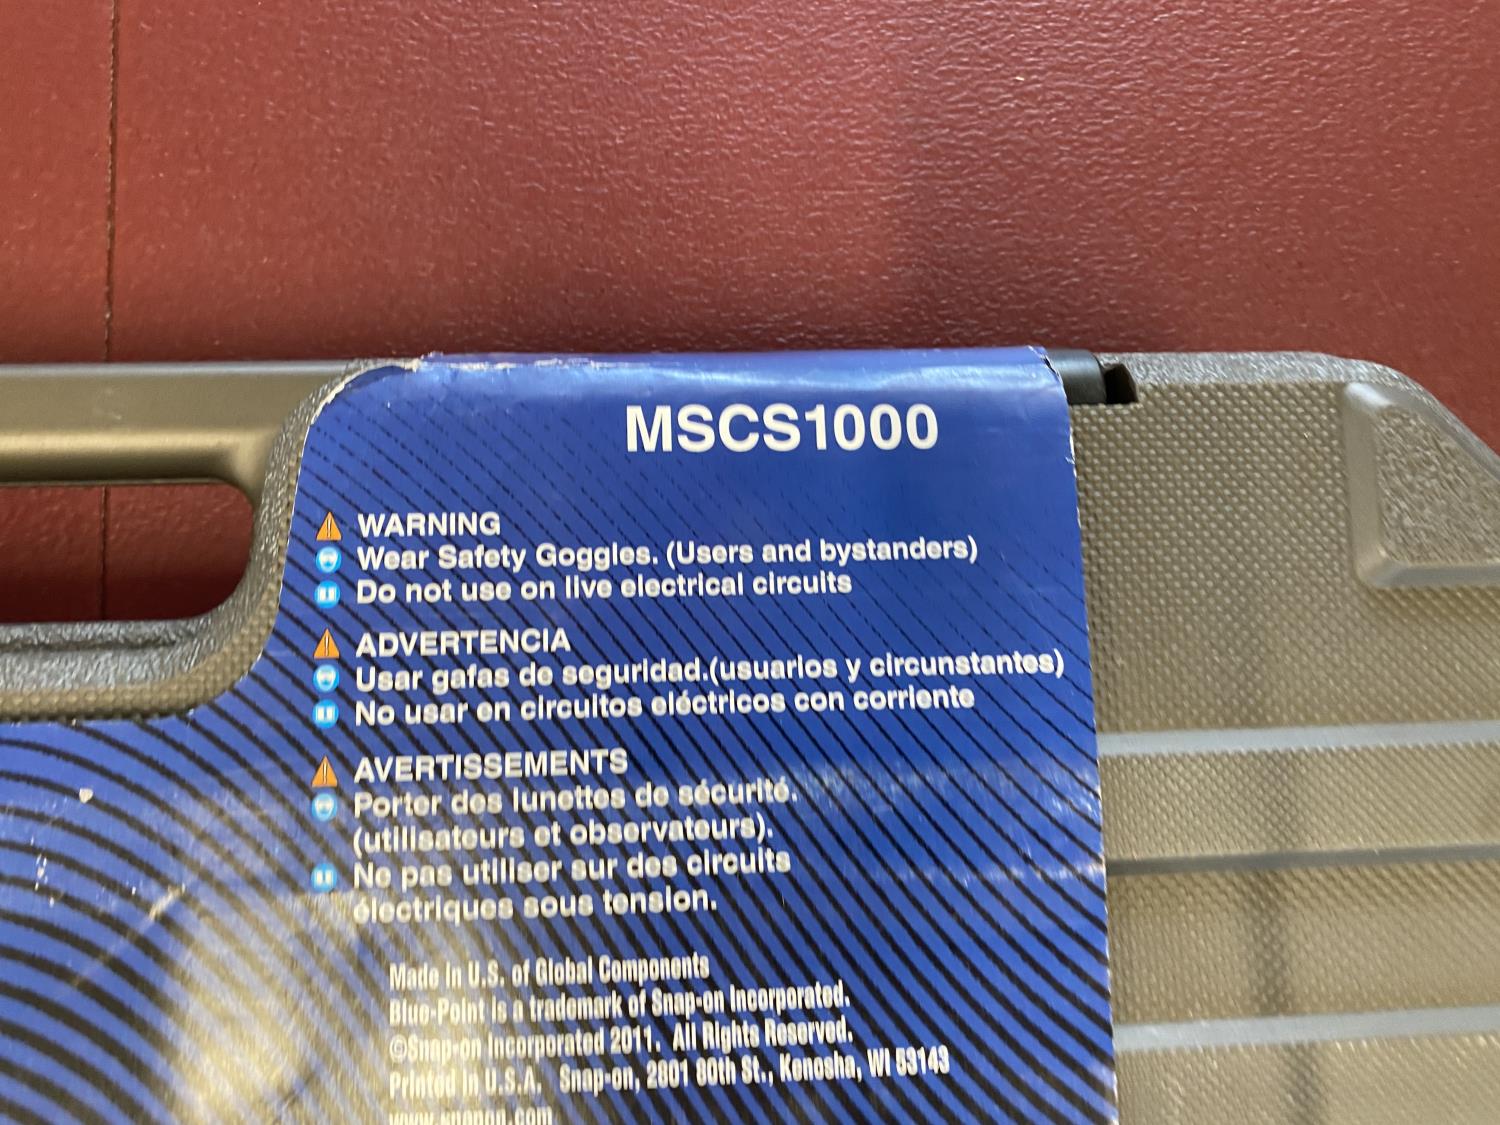 MSCS1000
WARNING
Wear Safety Goggles. (Users and bystanders)
Do not use on live electrical circuits
ADVERTENCIA
Usar gafas de seguridad.(usuarios y circunstantes)
No usar en circuitos eléctricos con corriente
AVERTISSEMENTS
Porter des lunettes de sécurité.
(utilisateurs et observateurs).
Ne pas utiliser sur des circuits
électriques sous tension.
Made in U.S. of Global Components
Blue-Point is a trademark of Snap-on Incorporated.
©Snap-on Incorporated 2011. All Rights Reserved.
Printed in U.S.A. Snap-on, 2801 80th St., Kenosha, WI 53143
www.snapon.com